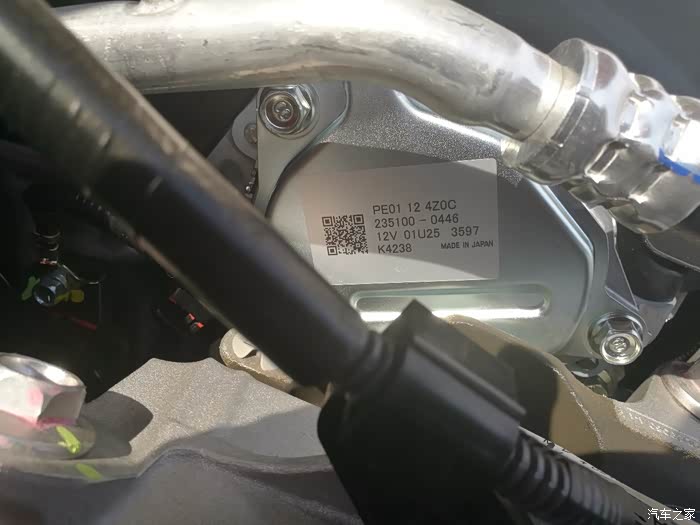 PE01 12 4Z0C
235100-0446
12V 01U25 3597
K4238 MADE IN JAPAN
汽车之家